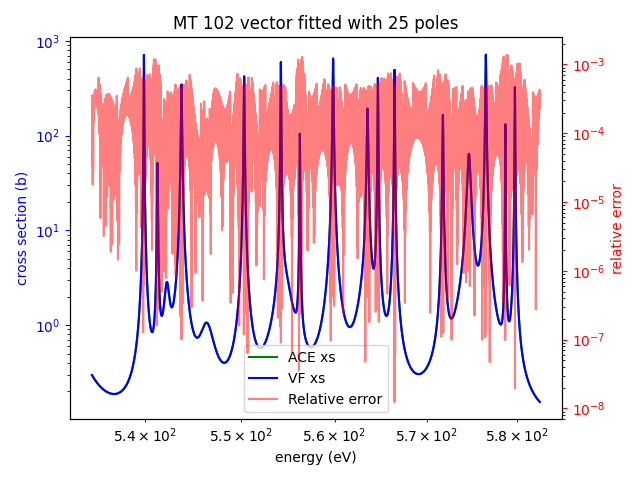 MT 102 vector fitted with 25 poles
10³
10²
10¹
10⁰
cross section (b)
10⁻³
10⁻⁴
10⁻⁵
10⁻⁶
10⁻⁷
10⁻⁸
relative error
ACE xs
VF xs
Relative error
5.4 × 10² 5.5 × 10² 5.6 × 10² 5.7 × 10² 5.8 × 10²
energy (eV)